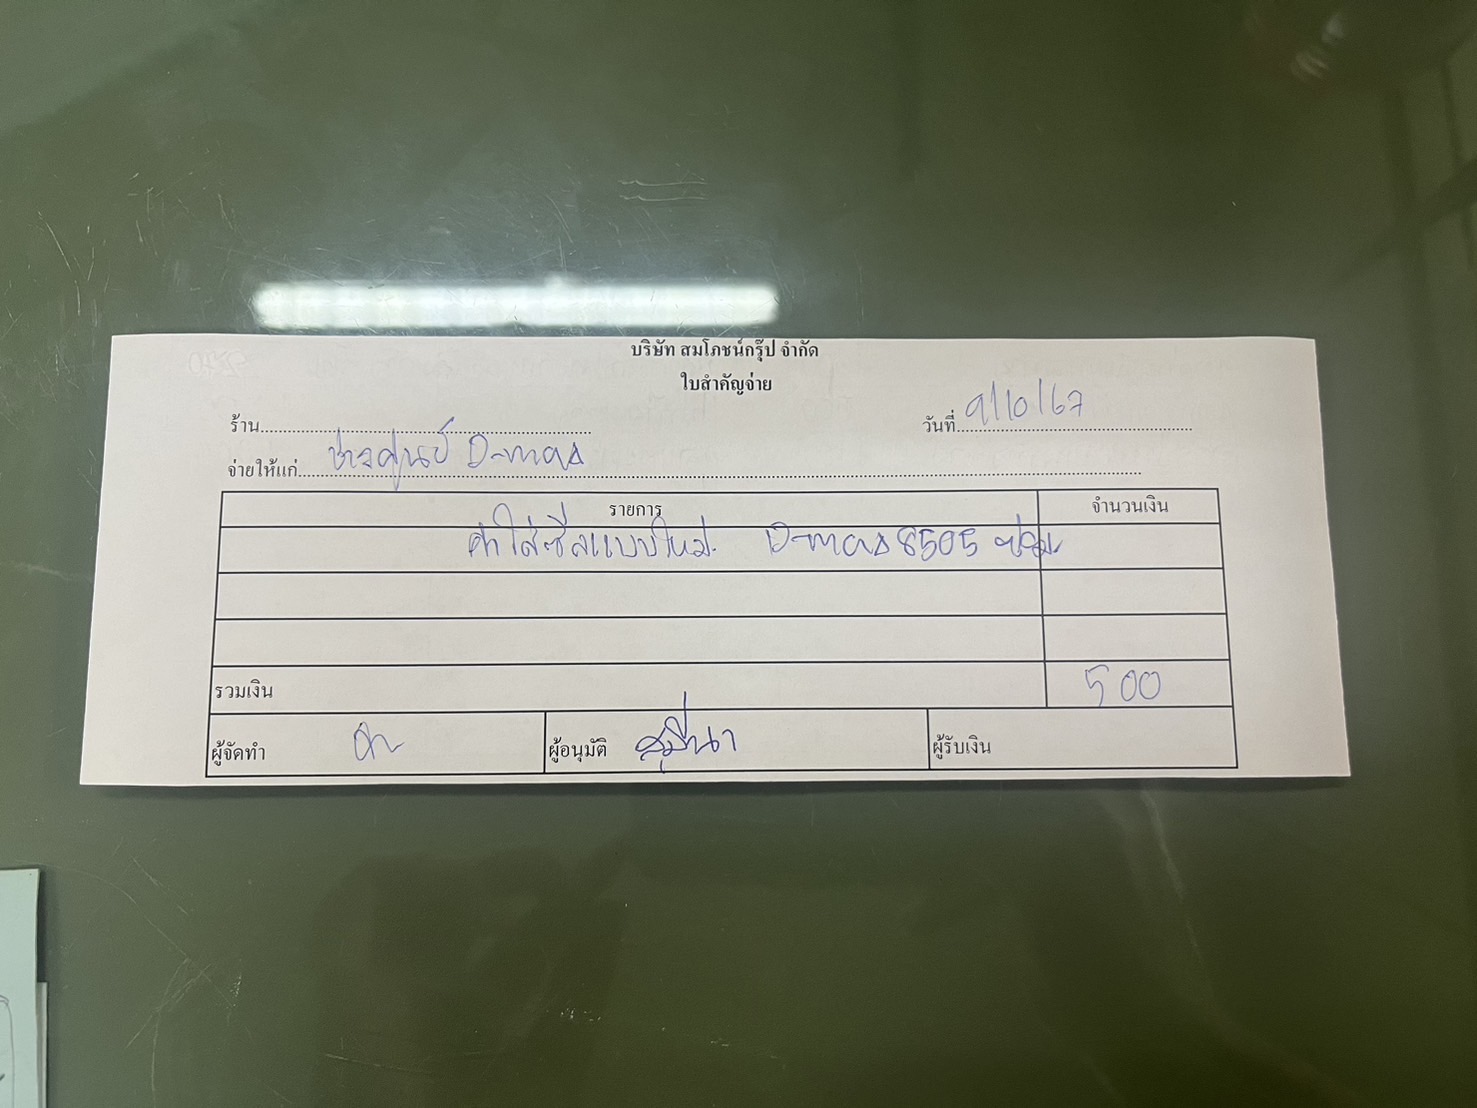 บริษัท สมโภชน์กรุ๊ป จำกัด
ใบสำคัญจ่าย
ร้าน
วันที่ 9/10/67
จ่ายให้แก่ ช่างศูนย์ D-max
รายการ จำนวนเงิน
ค่าใส่ซีลแบบใหม่ D-max 8505
รวมเงิน 500
ผู้จัดทำ ผู้อนุมัติ ผู้รับเงิน